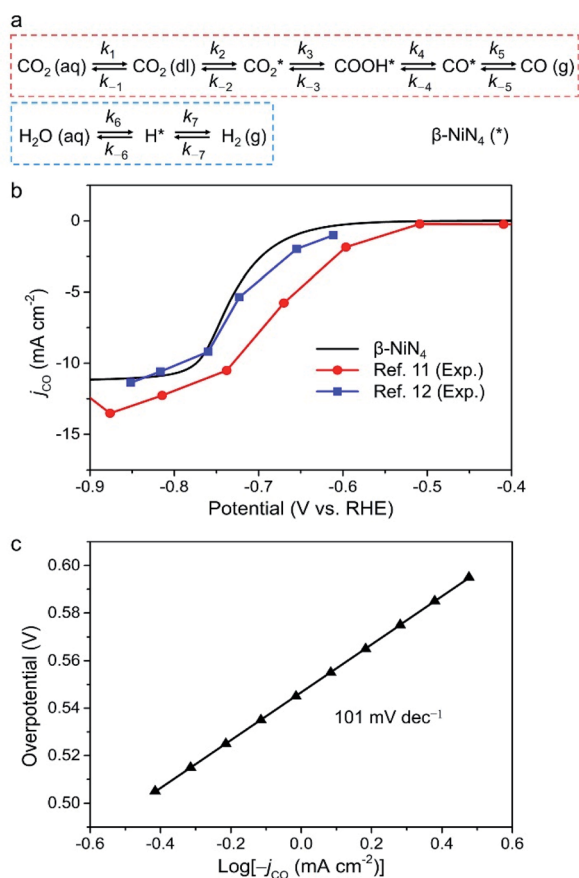 a
k1 k2 k3 k4 k5
CO2 (aq) ⇌ CO2 (dl) ⇌ CO2* ⇌ COOH* ⇌ CO* ⇌ CO (g)
k−1 k−2 k−3 k−4 k−5
k6 k7
H2O (aq) ⇌ H* ⇌ H2 (g)
k−6 k−7
β-NiN4 (*)
b
0
-5
-10
-15
jCO (mA cm−2)
β-NiN4
Ref. 11 (Exp.)
Ref. 12 (Exp.)
-0.9 -0.8 -0.7 -0.6 -0.5 -0.4
Potential (V vs. RHE)
c
0.60
0.58
0.56
0.54
0.52
0.50
Overpotential (V)
101 mV dec−1
-0.6 -0.4 -0.2 0.0 0.2 0.4 0.6
Log[−jCO (mA cm−2)]